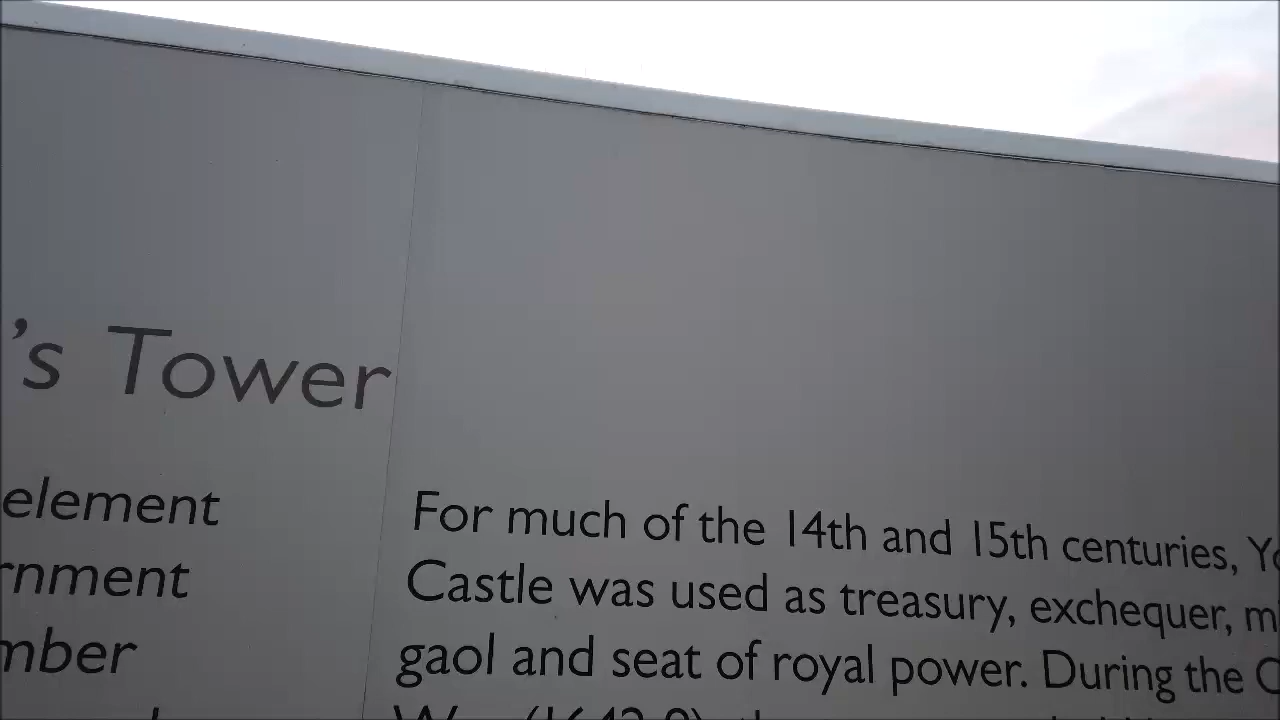 's Tower
element
rnment
mber
For much of the 14th and 15th centuries,
Castle was used as treasury, exchequer,
gaol and seat of royal power. During the